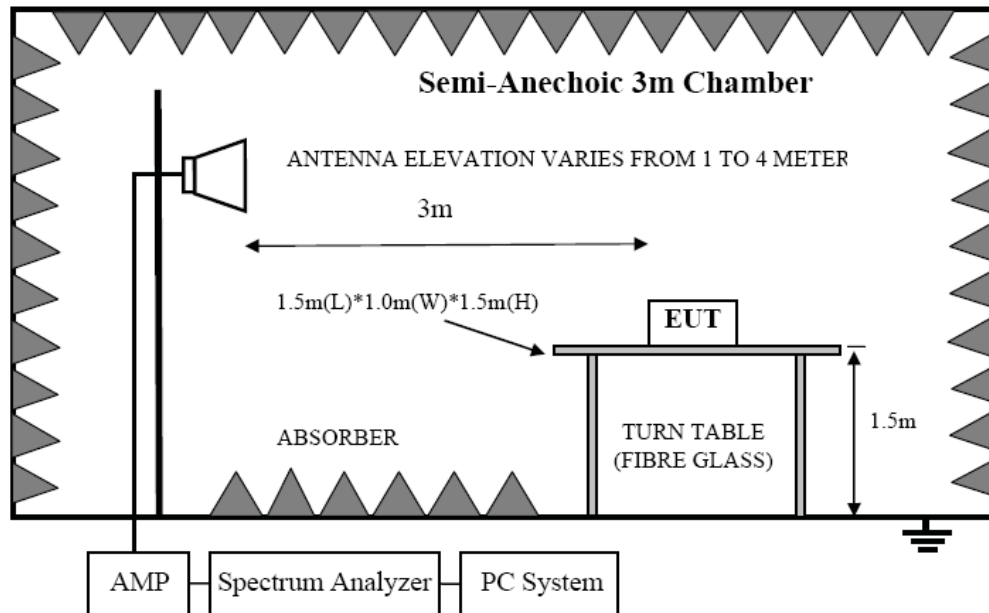 Semi-Anechoic 3m Chamber
ANTENNA ELEVATION VARIES FROM 1 TO 4 METER
3m
1.5m(L)*1.0m(W)*1.5m(H)
EUT
1.5m
ABSORBER
TURN TABLE
(FIBRE GLASS)
AMP
Spectrum Analyzer
PC System